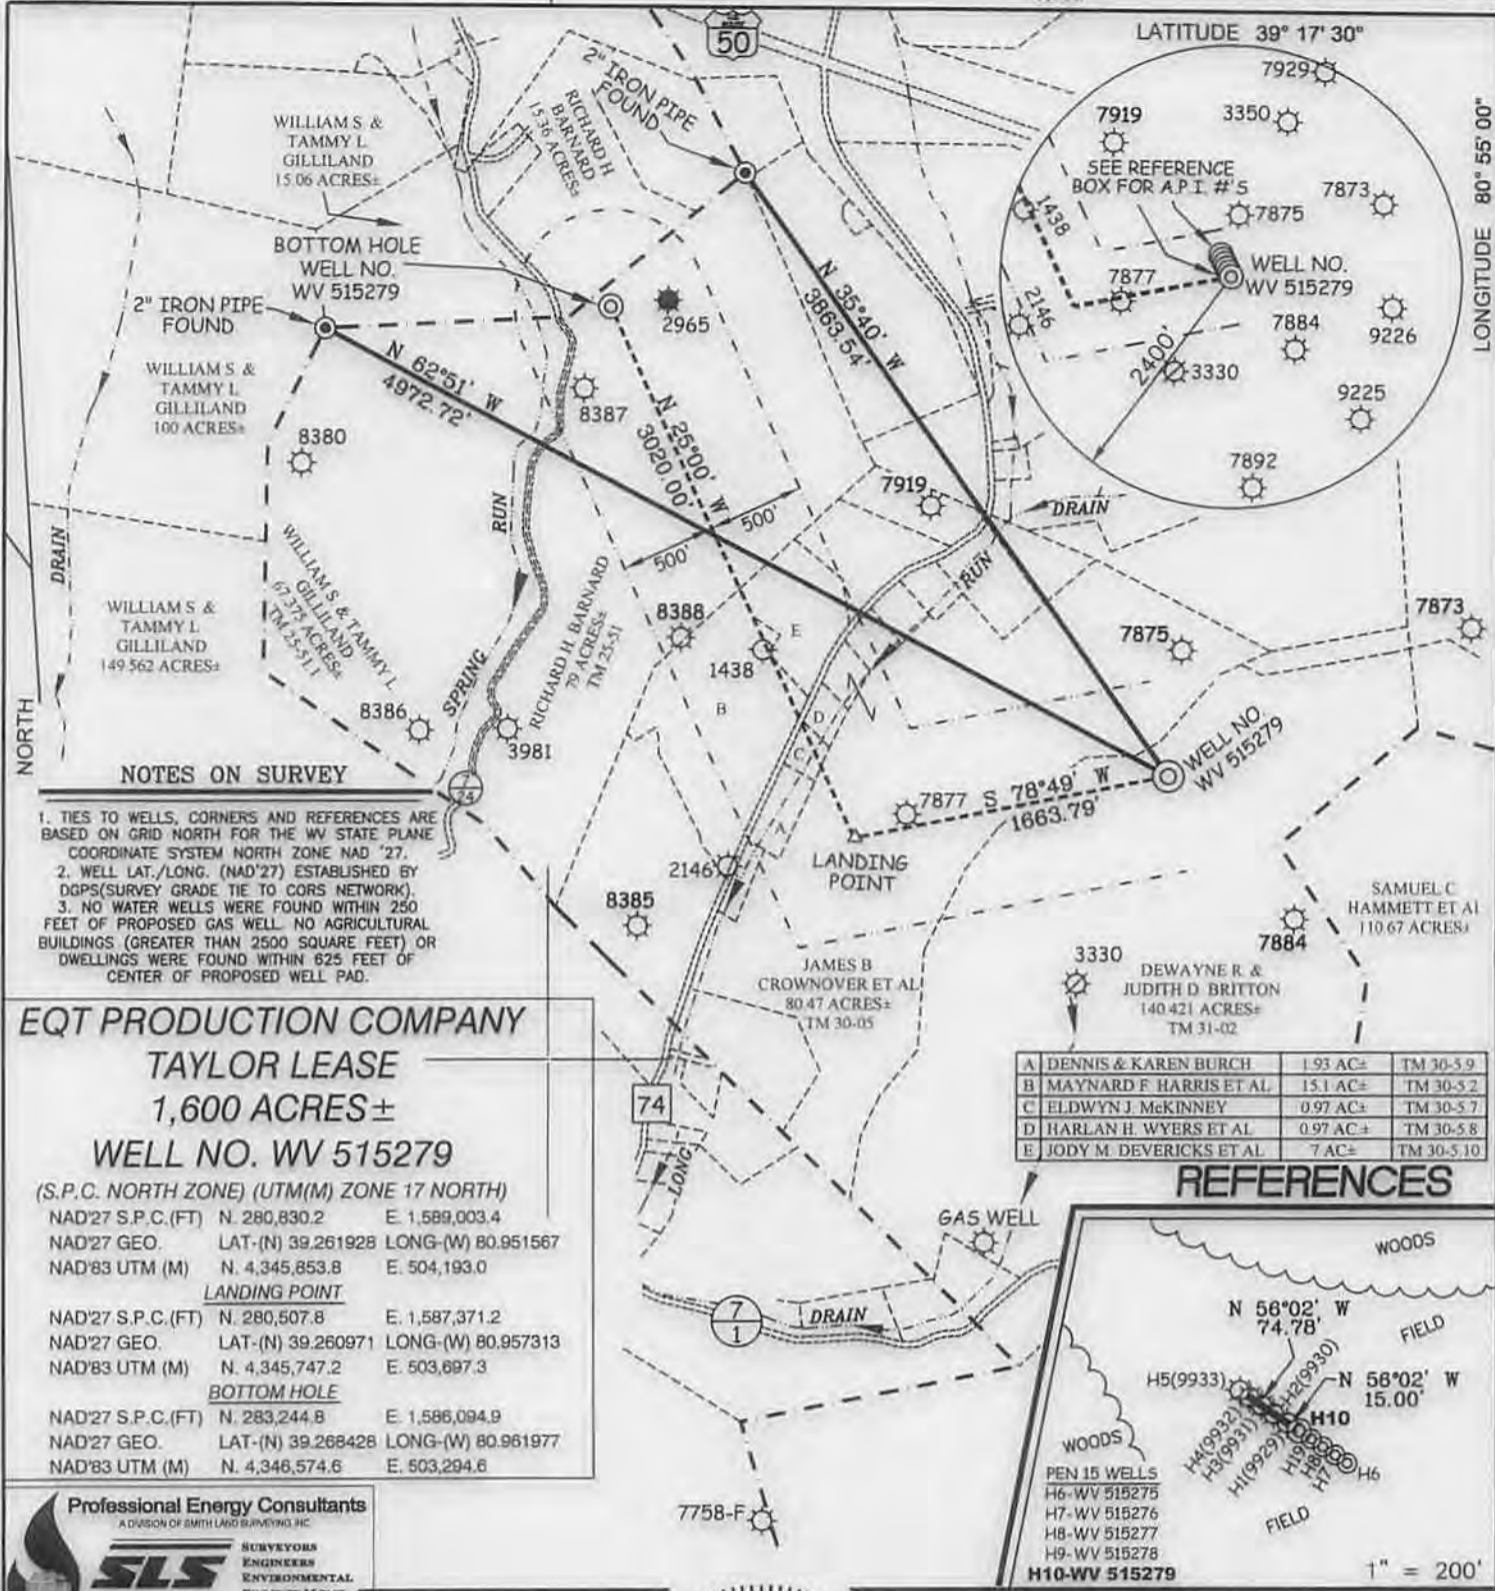 LATITUDE 39° 17' 30"
LONGITUDE 80° 55' 00"
50
2" IRON PIPE
FOUND
RICHARD H
BARNARD
15.36 ACRES±
WILLIAM S &
TAMMY L
GILLILAND
15.06 ACRES±
BOTTOM HOLE
WELL NO.
WV 515279
2" IRON PIPE
FOUND
2965
N 35°40' W
3863.54'
7929
7919
3350
SEE REFERENCE
BOX FOR A.P.I. #'S
1438
7875
7873
7877
WELL NO.
WV 515279
2146
7884
9226
2400'
3330
9225
7892
WILLIAM S &
TAMMY L
GILLILAND
100 ACRES±
N 62°51' W
4972.72'
8387
8380
N 25°00' W
3020.00'
500'
500'
7919
DRAIN
DRAIN
RUN
RUN
WILLIAM S & TAMMY L
GILLILAND
67.375 ACRES±
TM 25-51.1
WILLIAM S &
TAMMY L
GILLILAND
149.562 ACRES±
RICHARD H. BARNARD
79 ACRES±
TM 25-51
8388
E
1438
7875
7873
B
D
C
A
8386
SPRING
3981
NORTH
WELL NO.
WV 515279
7877
S 78°49' W
1663.79'
LANDING
POINT
2146
8385
7
24
NOTES ON SURVEY
1. TIES TO WELLS, CORNERS AND REFERENCES ARE
BASED ON GRID NORTH FOR THE WV STATE PLANE
COORDINATE SYSTEM NORTH ZONE NAD '27.
2. WELL LAT./LONG. (NAD'27) ESTABLISHED BY
DGPS(SURVEY GRADE TIE TO CORS NETWORK).
3. NO WATER WELLS WERE FOUND WITHIN 250
FEET OF PROPOSED GAS WELL. NO AGRICULTURAL
BUILDINGS (GREATER THAN 2500 SQUARE FEET) OR
DWELLINGS WERE FOUND WITHIN 625 FEET OF
CENTER OF PROPOSED WELL PAD.
SAMUEL C
HAMMETT ET Al
110.67 ACRES±
7884
3330
JAMES B
CROWNOVER ET AL
80.47 ACRES±
TM 30-05
DEWAYNE R &
JUDITH D BRITTON
140.421 ACRES±
TM 31-02
EQT PRODUCTION COMPANY
TAYLOR LEASE
1,600 ACRES±
WELL NO. WV 515279
(S.P.C. NORTH ZONE) (UTM(M) ZONE 17 NORTH)
NAD'27 S.P.C.(FT) N. 280,830.2 E. 1,589,003.4
NAD'27 GEO. LAT-(N) 39.261928 LONG-(W) 80.951567
NAD'83 UTM (M) N. 4,345,853.8 E. 504,193.0
LANDING POINT
NAD'27 S.P.C.(FT) N. 280,507.8 E. 1,587,371.2
NAD'27 GEO. LAT-(N) 39.260971 LONG-(W) 80.957313
NAD'83 UTM (M) N. 4,345,747.2 E. 503,697.3
BOTTOM HOLE
NAD'27 S.P.C.(FT) N. 283,244.8 E. 1,586,094.9
NAD'27 GEO. LAT-(N) 39.268428 LONG-(W) 80.961977
NAD'83 UTM (M) N. 4,346,574.6 E. 503,294.6
A DENNIS & KAREN BURCH 1.93 AC± TM 30-5.9
B MAYNARD F. HARRIS ET AL 15.1 AC± TM 30-5.2
C ELDWYN J. McKINNEY 0.97 AC± TM 30-5.7
D HARLAN H. WYERS ET AL 0.97 AC± TM 30-5.8
E JODY M. DEVERICKS ET AL 7 AC± TM 30-5.10
74
LONG
GAS WELL
7
1
DRAIN
7758-F
REFERENCES
WOODS
N 56°02' W
74.78'
FIELD
H5(9933)
H2(9930)
N 56°02' W
15.00'
H4(9932)
H3(9931)
H1(9929)
H10
H9
H8
H7
H6
WOODS
FIELD
PEN 15 WELLS
H6-WV 515275
H7-WV 515276
H8-WV 515277
H9-WV 515278
H10-WV 515279
1" = 200'
Professional Energy Consultants
A DIVISION OF SMITH LAND SURVEYING, INC.
SLS
SURVEYORS
ENGINEERS
ENVIRONMENTAL